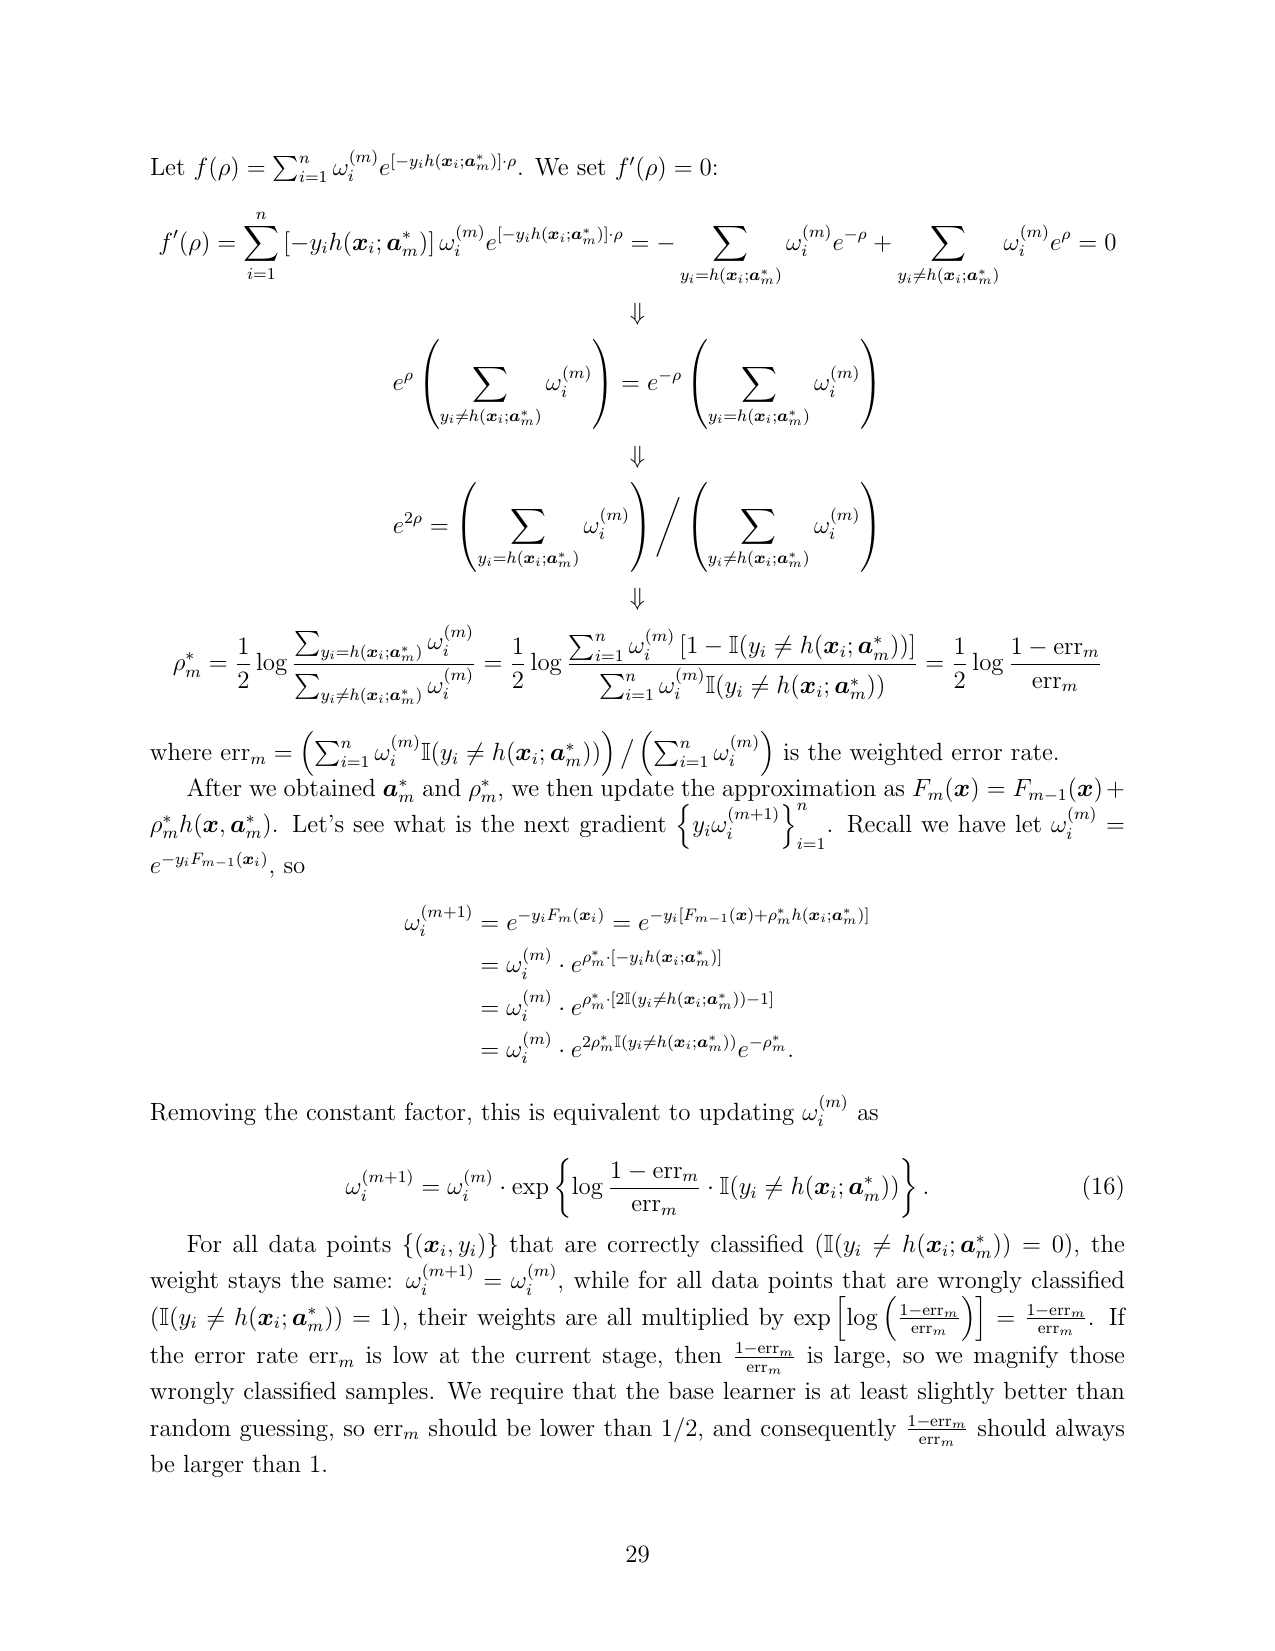 Let $f(\rho) = \sum_{i=1}^{n} \omega_i^{(m)} e^{[-y_i h(\boldsymbol{x}_i; \boldsymbol{a}_m^*)] \cdot \rho}$. We set $f'(\rho) = 0$:
$f'(\rho) = \sum_{i=1}^{n} [-y_i h(\boldsymbol{x}_i; \boldsymbol{a}_m^*)] \omega_i^{(m)} e^{[-y_i h(\boldsymbol{x}_i; \boldsymbol{a}_m^*)] \cdot \rho} = - \sum_{y_i = h(\boldsymbol{x}_i; \boldsymbol{a}_m^*)} \omega_i^{(m)} e^{-\rho} + \sum_{y_i \neq h(\boldsymbol{x}_i; \boldsymbol{a}_m^*)} \omega_i^{(m)} e^{\rho} = 0$
$\Downarrow$
$e^{\rho} \left( \sum_{y_i \neq h(\boldsymbol{x}_i; \boldsymbol{a}_m^*)} \omega_i^{(m)} \right) = e^{-\rho} \left( \sum_{y_i = h(\boldsymbol{x}_i; \boldsymbol{a}_m^*)} \omega_i^{(m)} \right)$
$\Downarrow$
$e^{2\rho} = \left( \sum_{y_i = h(\boldsymbol{x}_i; \boldsymbol{a}_m^*)} \omega_i^{(m)} \right) \bigg/ \left( \sum_{y_i \neq h(\boldsymbol{x}_i; \boldsymbol{a}_m^*)} \omega_i^{(m)} \right)$
$\Downarrow$
$\rho_m^* = \frac{1}{2} \log \frac{\sum_{y_i = h(\boldsymbol{x}_i; \boldsymbol{a}_m^*)} \omega_i^{(m)}}{\sum_{y_i \neq h(\boldsymbol{x}_i; \boldsymbol{a}_m^*)} \omega_i^{(m)}} = \frac{1}{2} \log \frac{\sum_{i=1}^{n} \omega_i^{(m)} [1 - \mathbb{I}(y_i \neq h(\boldsymbol{x}_i; \boldsymbol{a}_m^*))]}{\sum_{i=1}^{n} \omega_i^{(m)} \mathbb{I}(y_i \neq h(\boldsymbol{x}_i; \boldsymbol{a}_m^*))} = \frac{1}{2} \log \frac{1 - \text{err}_m}{\text{err}_m}$
where $\text{err}_m = \left( \sum_{i=1}^{n} \omega_i^{(m)} \mathbb{I}(y_i \neq h(\boldsymbol{x}_i; \boldsymbol{a}_m^*)) \right) / \left( \sum_{i=1}^{n} \omega_i^{(m)} \right)$ is the weighted error rate.
After we obtained $\boldsymbol{a}_m^*$ and $\rho_m^*$, we then update the approximation as $F_m(\boldsymbol{x}) = F_{m-1}(\boldsymbol{x}) +$
$\rho_m^* h(\boldsymbol{x}, \boldsymbol{a}_m^*)$. Let's see what is the next gradient $\left\{ y_i \omega_i^{(m+1)} \right\}_{i=1}^{n}$. Recall we have let $\omega_i^{(m)} =$
$e^{-y_i F_{m-1}(\boldsymbol{x}_i)}$, so
$\omega_i^{(m+1)} = e^{-y_i F_m(\boldsymbol{x}_i)} = e^{-y_i [F_{m-1}(\boldsymbol{x}) + \rho_m^* h(\boldsymbol{x}_i; \boldsymbol{a}_m^*)]}$
$= \omega_i^{(m)} \cdot e^{\rho_m^* \cdot [-y_i h(\boldsymbol{x}_i; \boldsymbol{a}_m^*)]}$
$= \omega_i^{(m)} \cdot e^{\rho_m^* \cdot [2\mathbb{I}(y_i \neq h(\boldsymbol{x}_i; \boldsymbol{a}_m^*)) - 1]}$
$= \omega_i^{(m)} \cdot e^{2\rho_m^* \mathbb{I}(y_i \neq h(\boldsymbol{x}_i; \boldsymbol{a}_m^*))} e^{-\rho_m^*}.$
Removing the constant factor, this is equivalent to updating $\omega_i^{(m)}$ as
$\omega_i^{(m+1)} = \omega_i^{(m)} \cdot \exp \left\{ \log \frac{1 - \text{err}_m}{\text{err}_m} \cdot \mathbb{I}(y_i \neq h(\boldsymbol{x}_i; \boldsymbol{a}_m^*)) \right\}.$ (16)
For all data points $\{(\boldsymbol{x}_i, y_i)\}$ that are correctly classified ($\mathbb{I}(y_i \neq h(\boldsymbol{x}_i; \boldsymbol{a}_m^*)) = 0$), the
weight stays the same: $\omega_i^{(m+1)} = \omega_i^{(m)}$, while for all data points that are wrongly classified
($\mathbb{I}(y_i \neq h(\boldsymbol{x}_i; \boldsymbol{a}_m^*)) = 1$), their weights are all multiplied by $\exp \left[ \log \left( \frac{1 - \text{err}_m}{\text{err}_m} \right) \right] = \frac{1 - \text{err}_m}{\text{err}_m}$. If
the error rate $\text{err}_m$ is low at the current stage, then $\frac{1 - \text{err}_m}{\text{err}_m}$ is large, so we magnify those
wrongly classified samples. We require that the base learner is at least slightly better than
random guessing, so $\text{err}_m$ should be lower than 1/2, and consequently $\frac{1 - \text{err}_m}{\text{err}_m}$ should always
be larger than 1.
29